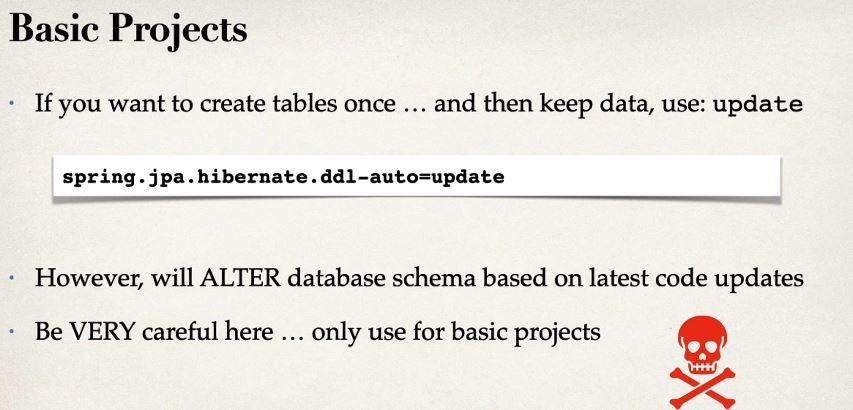 Basic Projects
• If you want to create tables once … and then keep data, use: update
spring.jpa.hibernate.ddl-auto=update
• However, will ALTER database schema based on latest code updates
• Be VERY careful here … only use for basic projects